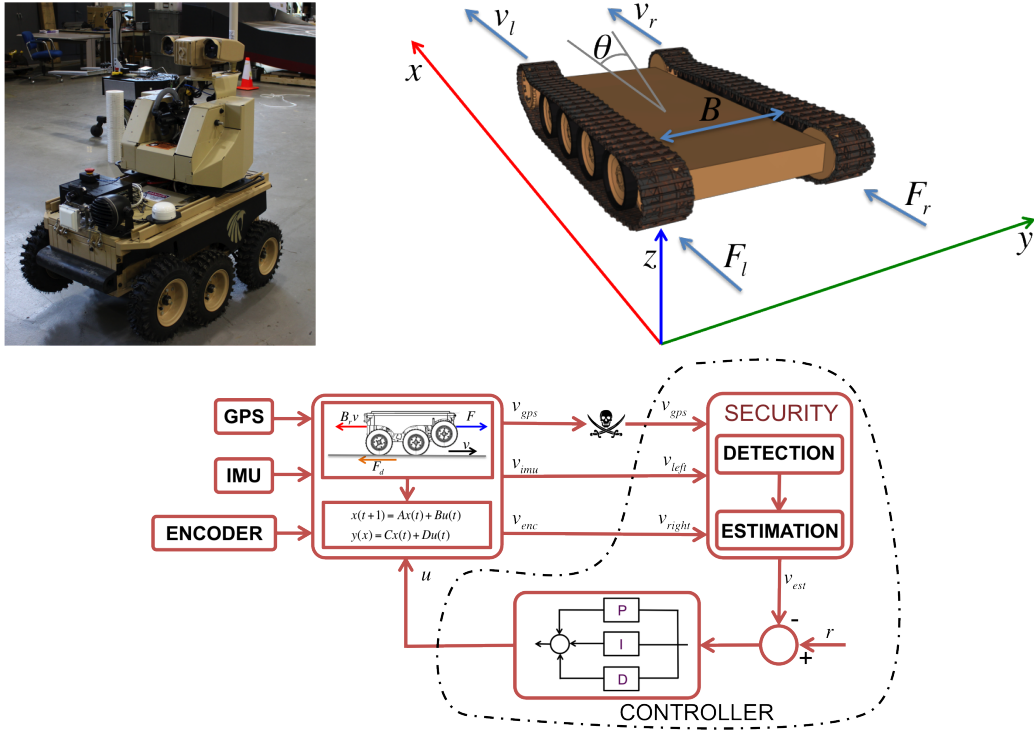 v_l
v_r
x
θ
B
F_r
y
z
F_l
GPS
IMU
ENCODER
B_r v
F
v
F_d
x(t+1) = Ax(t) + Bu(t)
y(x) = Cx(t) + Du(t)
v_gps
v_gps
v_imu
v_left
v_enc
v_right
SECURITY
DETECTION
ESTIMATION
v_est
u
P
I
D
-
+
r
CONTROLLER